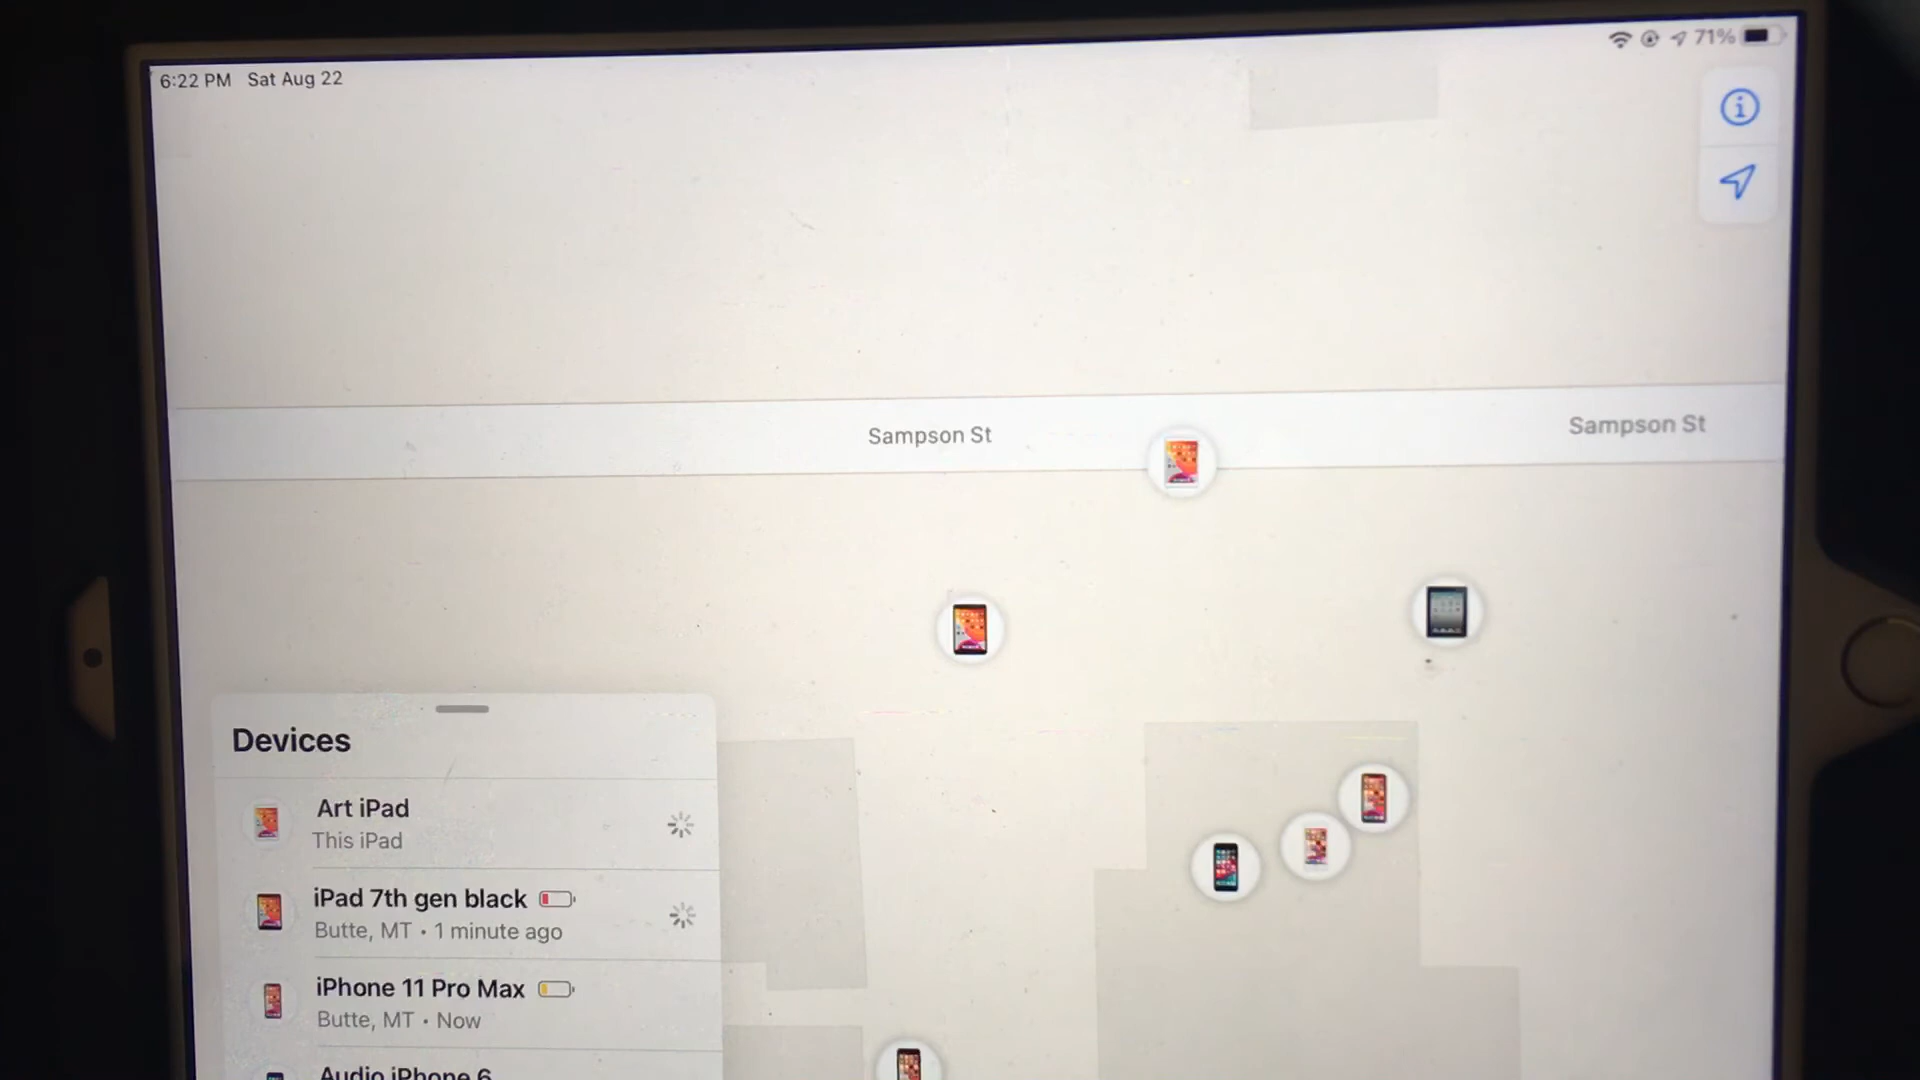 6:22 PM Sat Aug 22
71%
Sampson St
Sampson St
Devices
Art iPad
This iPad
iPad 7th gen black
Butte, MT • 1 minute ago
iPhone 11 Pro Max
Butte, MT • Now
Audio iPhone 6